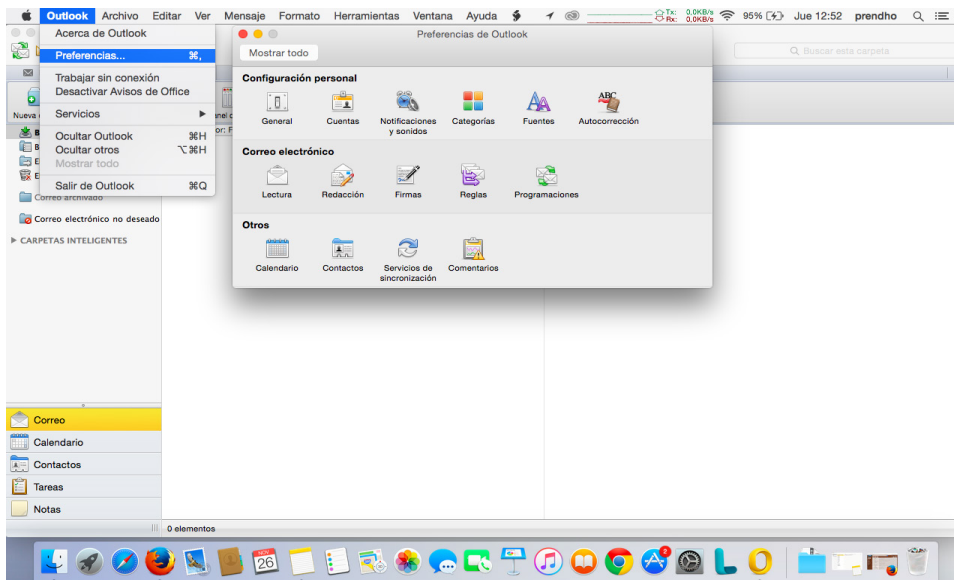 Outlook Archivo Editar Ver Mensaje Formato Herramientas Ventana Ayuda Tx: 0,0KB/s Rx: 0,0KB/s 95% Jue 12:52 prendho
Acerca de Outlook
Preferencias... ⌘,
Trabajar sin conexión
Desactivar Avisos de Office
Servicios
Ocultar Outlook ⌘H
Ocultar otros ⌥⌘H
Mostrar todo
Salir de Outlook ⌘Q
Preferencias de Outlook
Mostrar todo
Configuración personal
General Cuentas Notificaciones y sonidos Categorías Fuentes ABC Autocorrección
Correo electrónico
Lectura Redacción Firmas Reglas Programaciones
Otros
Calendario Contactos Servicios de sincronización Comentarios
Buscar esta carpeta
Nueva
Correo archivado
Correo electrónico no deseado
CARPETAS INTELIGENTES
Correo
Calendario
Contactos
Tareas
Notas
0 elementos
NOV 26
2